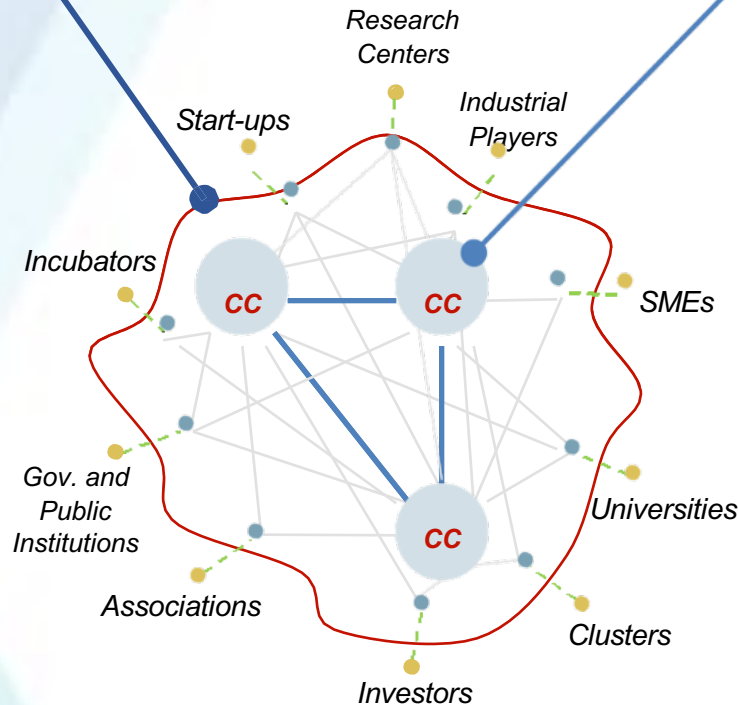 Research
Centers
Industrial
Players
Start-ups
Incubators
CC
CC
SMEs
Gov. and
Public
Institutions
Universities
CC
Associations
Clusters
Investors